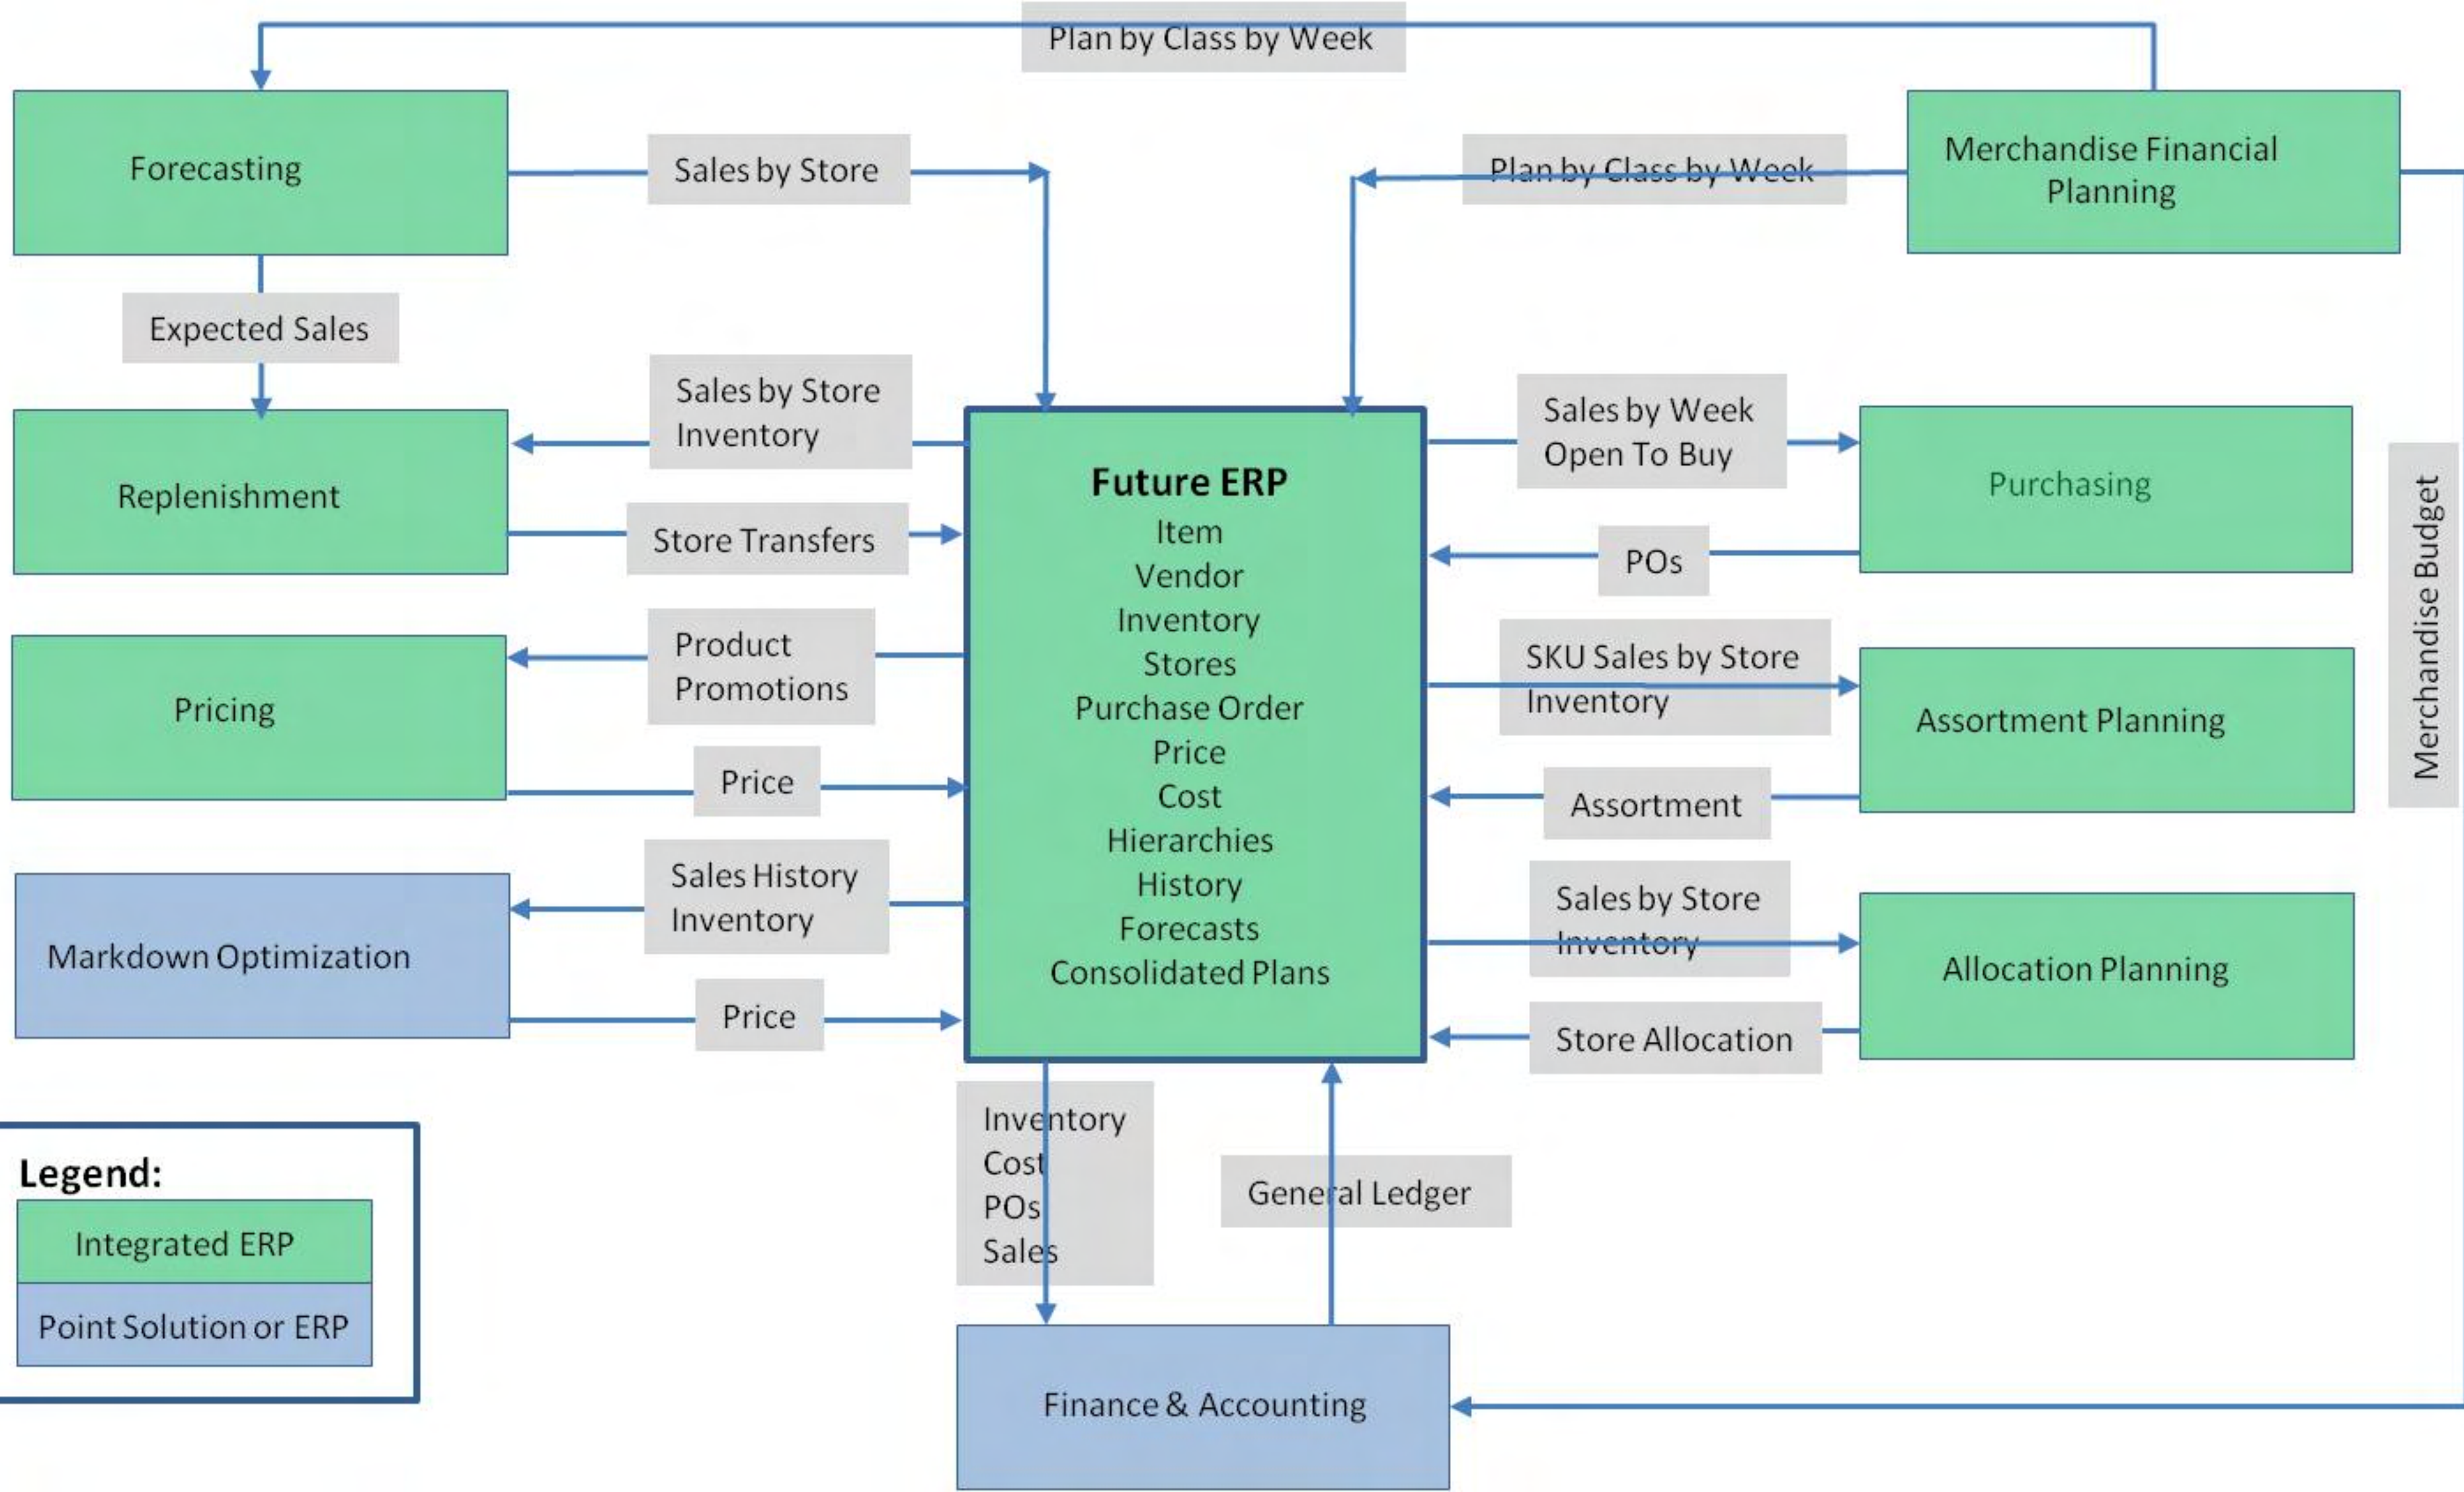 Plan by Class by Week
Forecasting
Sales by Store
Plan by Class by Week
Merchandise Financial
Planning
Expected Sales
Sales by Store
Inventory
Replenishment
Store Transfers
Product
Promotions
Pricing
Price
Sales History
Inventory
Markdown Optimization
Price
Future ERP
Item
Vendor
Inventory
Stores
Purchase Order
Price
Cost
Hierarchies
History
Forecasts
Consolidated Plans
Sales by Week
Open To Buy
Purchasing
POs
SKU Sales by Store
Inventory
Assortment Planning
Assortment
Sales by Store
Inventory
Allocation Planning
Store Allocation
Merchandise Budget
Inventory
Cost
POs
Sales
General Ledger
Finance & Accounting
Legend:
Integrated ERP
Point Solution or ERP